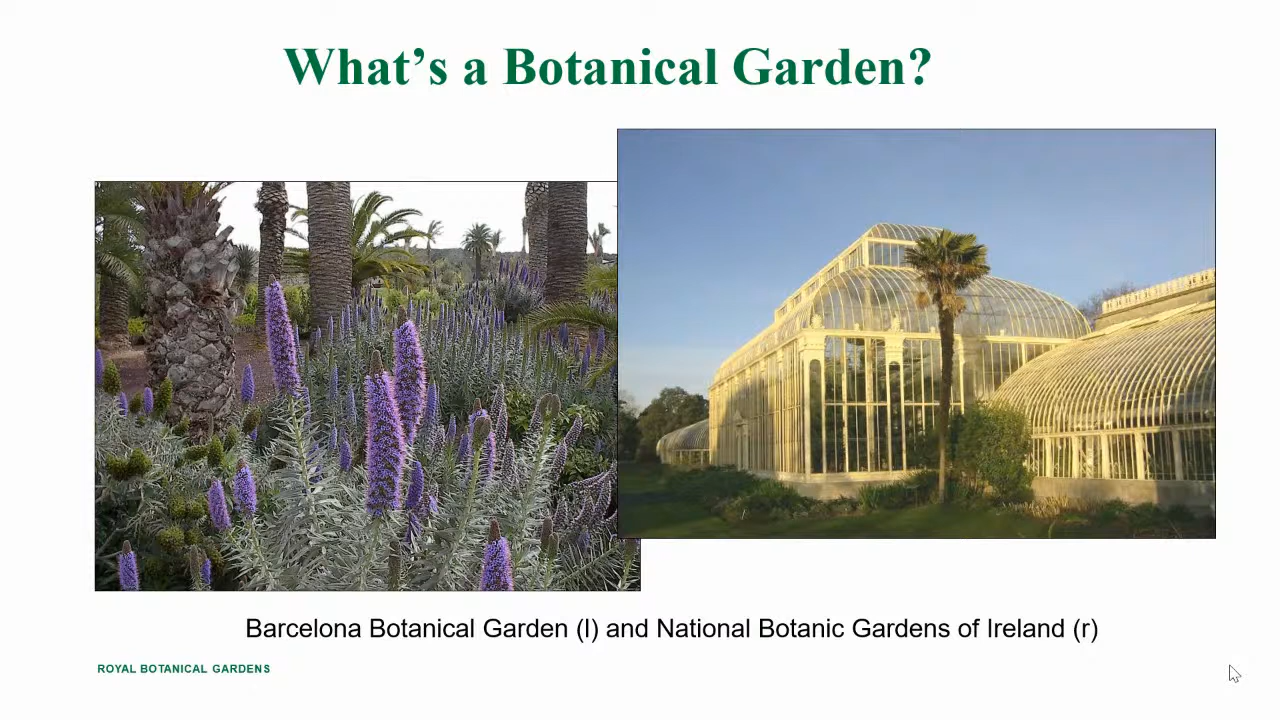 What’s a Botanical Garden?
Barcelona Botanical Garden (l) and National Botanic Gardens of Ireland (r)
ROYAL BOTANICAL GARDENS